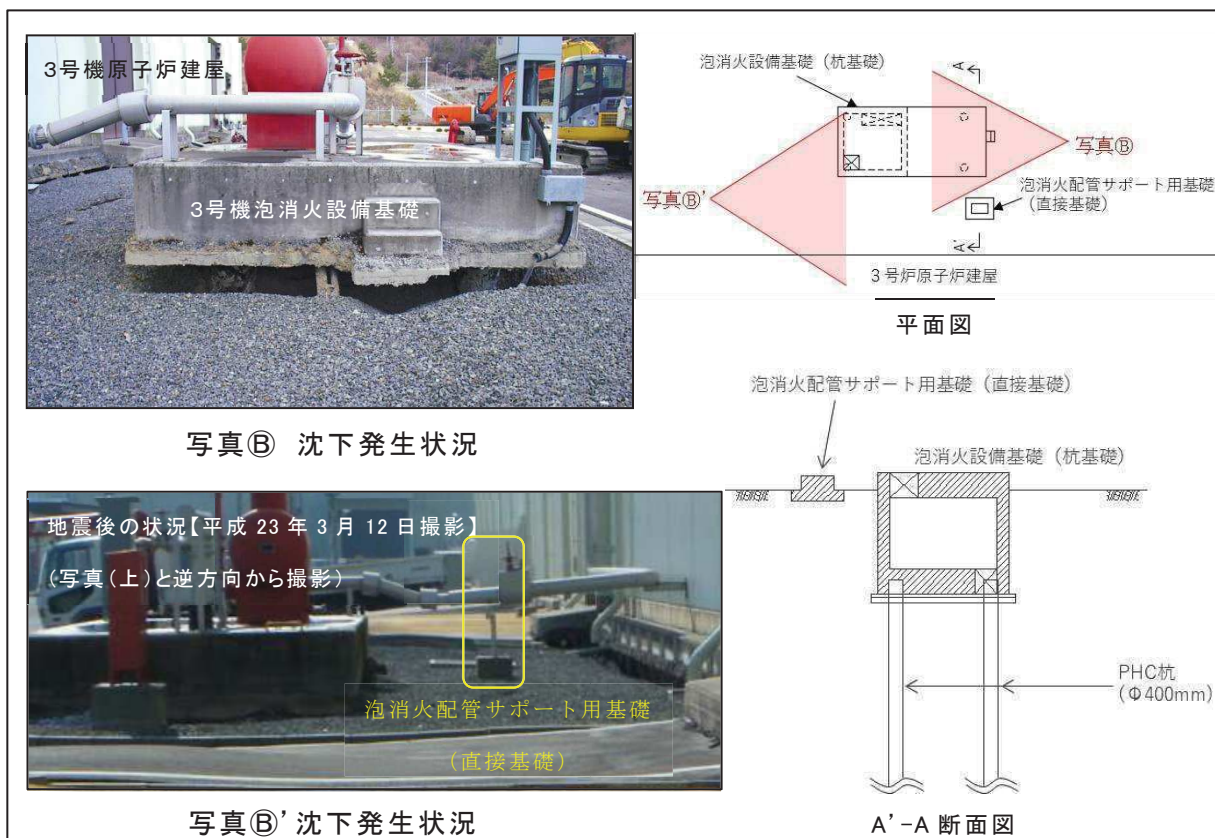 3号機原子炉建屋
3号機泡消火設備基礎
写真Ⓑ 沈下発生状況
泡消火設備基礎（杭基礎）
A
写真Ⓑ
写真Ⓑ'
泡消火配管サポート用基礎
（直接基礎）
A'
3号炉原子炉建屋
平面図
地震後の状況【平成 23 年 3 月 12 日撮影】
(写真(上)と逆方向から撮影)
泡消火配管サポート用基礎
(直接基礎)
写真Ⓑ' 沈下発生状況
泡消火配管サポート用基礎（直接基礎）
泡消火設備基礎（杭基礎）
PHC杭
(Φ400mm)
A'-A 断面図